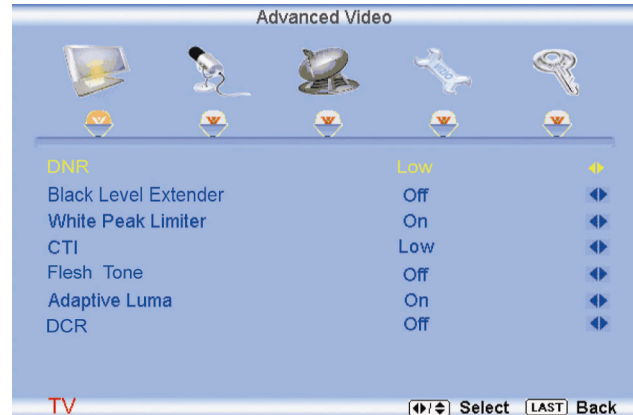 Advanced Video
VIZIO
DNR Low
Black Level Extender Off
White Peak Limiter On
CTI Low
Flesh Tone Off
Adaptive Luma On
DCR Off
TV Select LAST Back